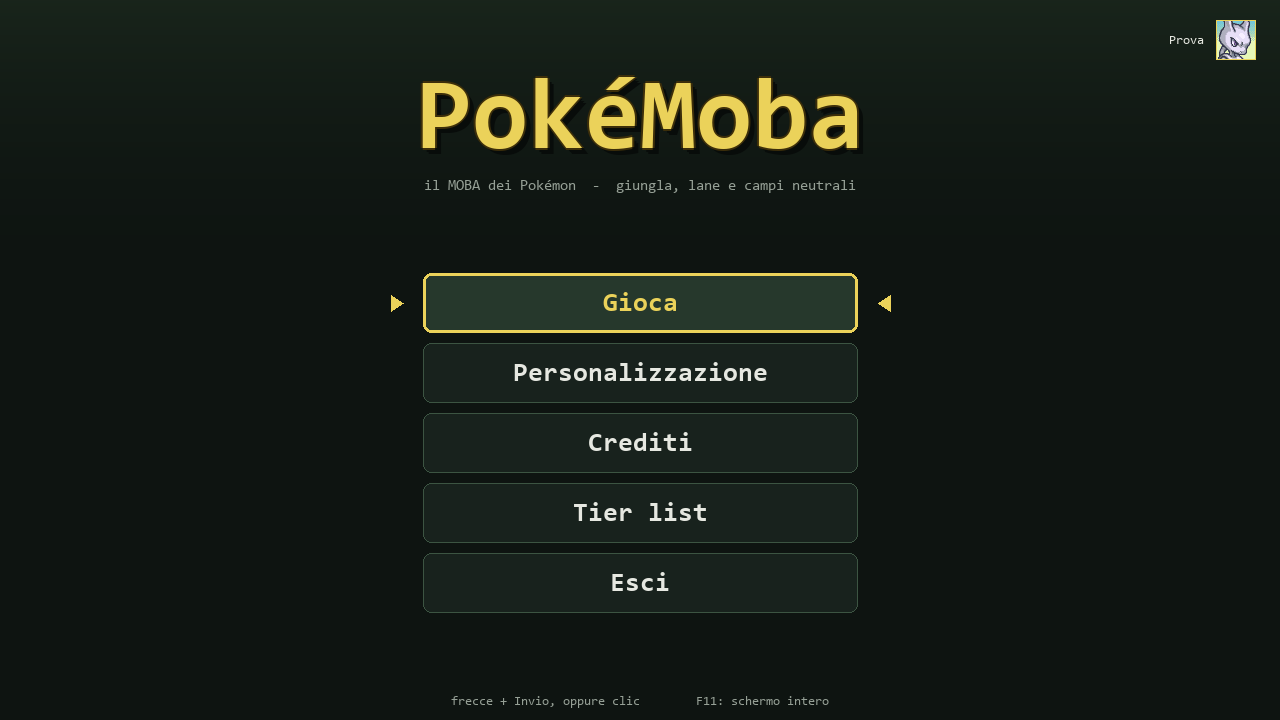 Prova
PokéMoba
il MOBA dei Pokémon - giungla, lane e campi neutrali
Gioca
Personalizzazione
Crediti
Tier list
Esci
frecce + Invio, oppure clic F11: schermo intero